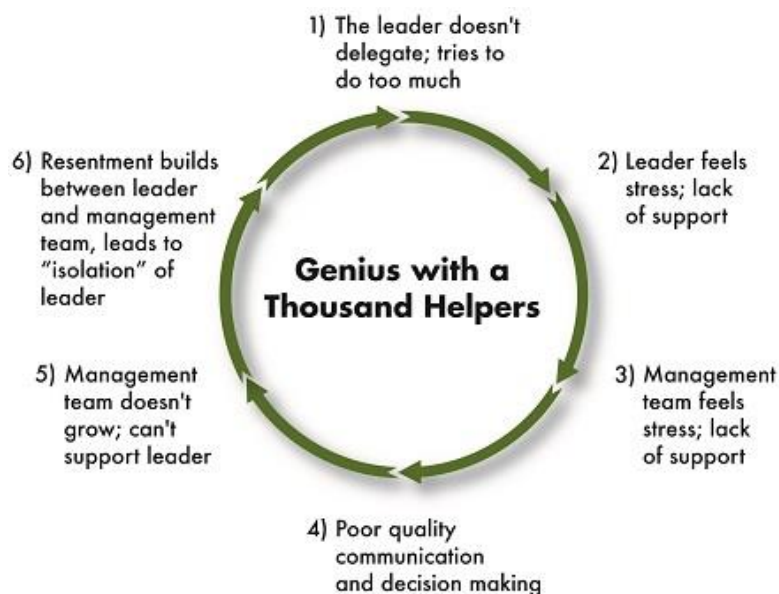 1) The leader doesn't
delegate; tries to
do too much
2) Leader feels
stress; lack
of support
3) Management
team feels
stress; lack
of support
4) Poor quality
communication
and decision making
5) Management
team doesn't
grow; can't
support leader
6) Resentment builds
between leader
and management
team, leads to
“isolation” of
leader
Genius with a
Thousand Helpers